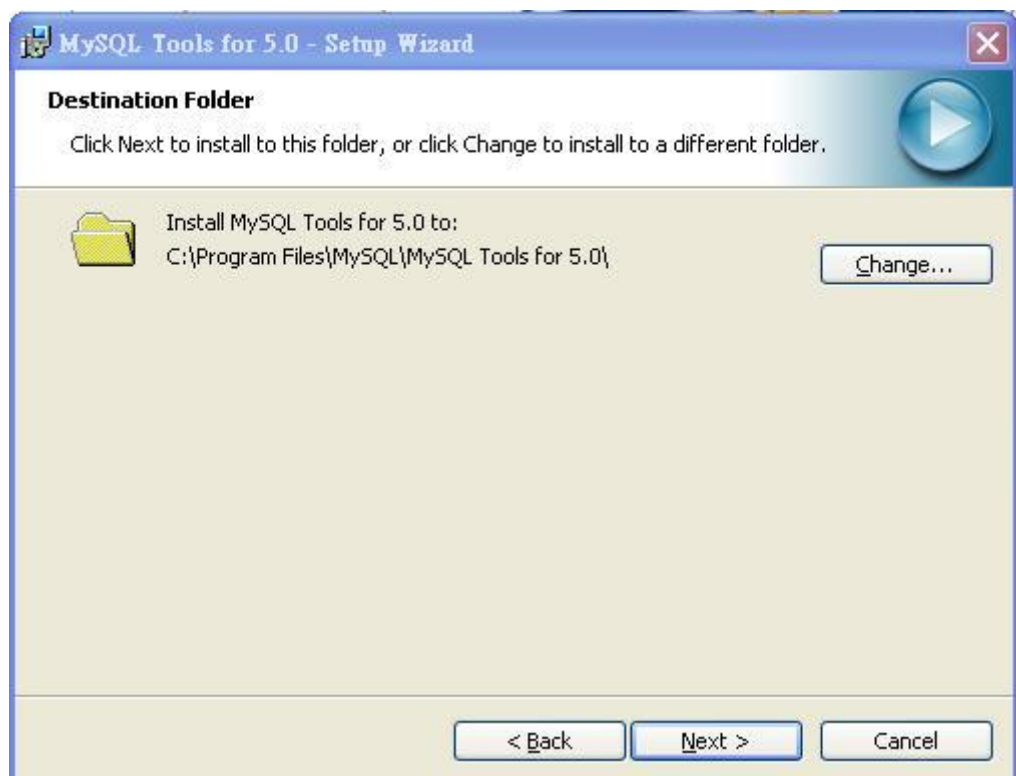 MySQL Tools for 5.0 - Setup Wizard
Destination Folder
Click Next to install to this folder, or click Change to install to a different folder.
Install MySQL Tools for 5.0 to:
C:\Program Files\MySQL\MySQL Tools for 5.0\
Change...
< Back
Next >
Cancel